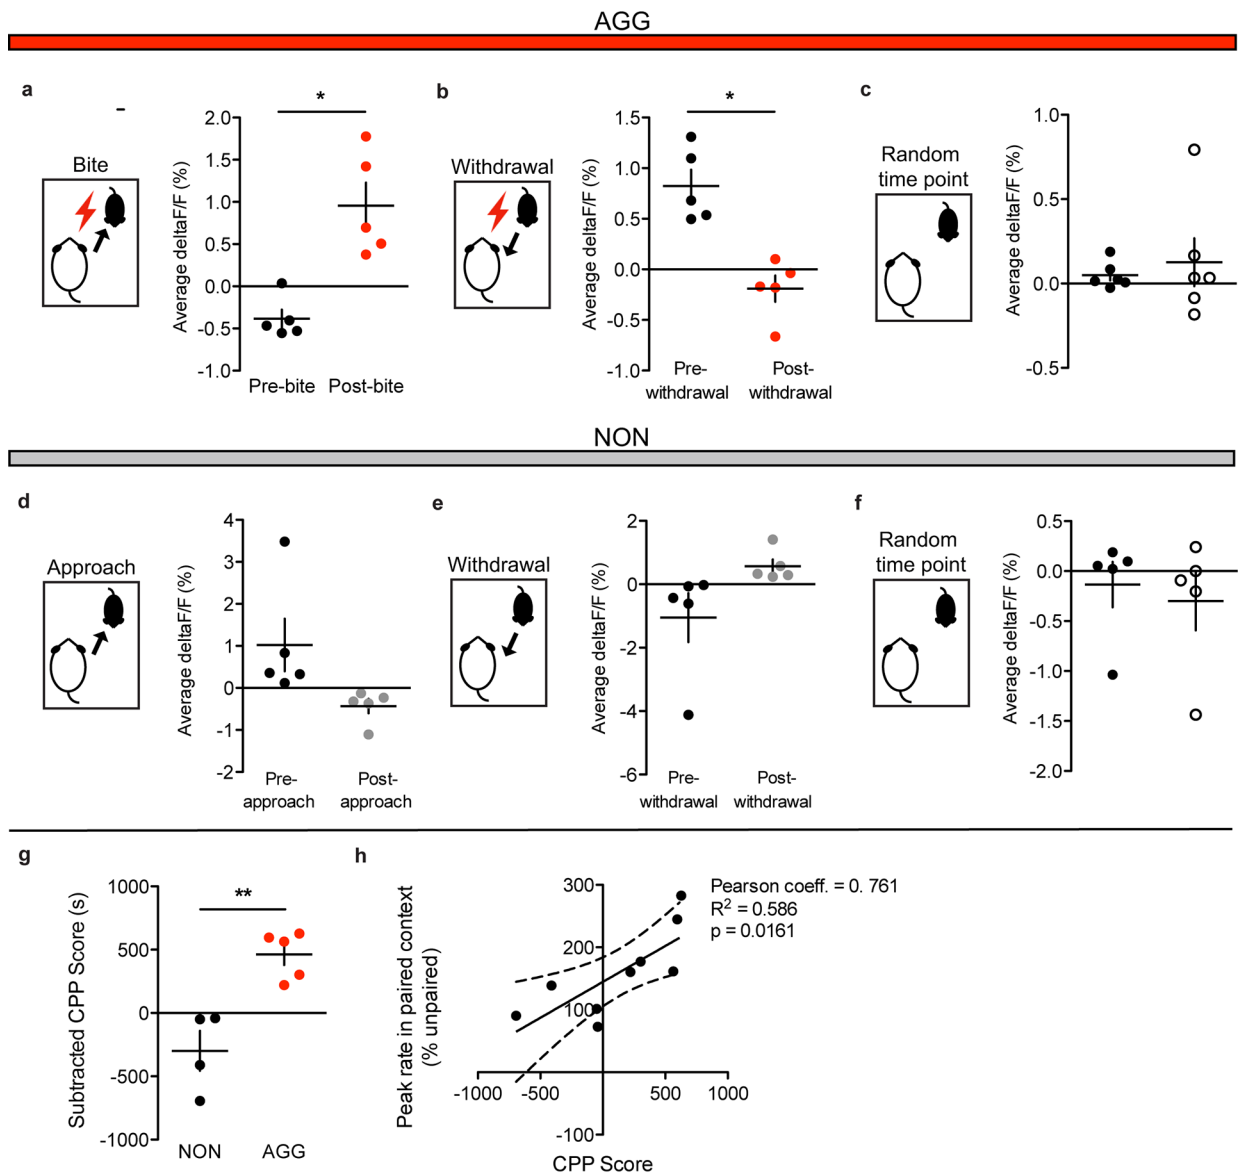 AGG
a
Bite
Average deltaF/F (%)
2.0
1.5
1.0
0.5
0.0
-0.5
-1.0
*
Pre-bite
Post-bite
b
Withdrawal
Average deltaF/F (%)
1.5
1.0
0.5
0.0
-0.5
-1.0
*
Pre-
withdrawal
Post-
withdrawal
c
Random
time point
Average deltaF/F (%)
1.0
0.5
0.0
-0.5
NON
d
Approach
Average deltaF/F (%)
4
3
2
1
0
-1
-2
Pre-
approach
Post-
approach
e
Withdrawal
Average deltaF/F (%)
2
0
-2
-4
-6
Pre-
withdrawal
Post-
withdrawal
f
Random
time point
Average deltaF/F (%)
0.5
0.0
-0.5
-1.0
-1.5
-2.0
g
Subtracted CPP Score (s)
1000
500
0
-500
-1000
**
NON
AGG
h
Peak rate in paired context
(% unpaired)
300
200
100
-100
-1000
-500
500
1000
CPP Score
Pearson coeff. = 0. 761
R2 = 0.586
p = 0.0161